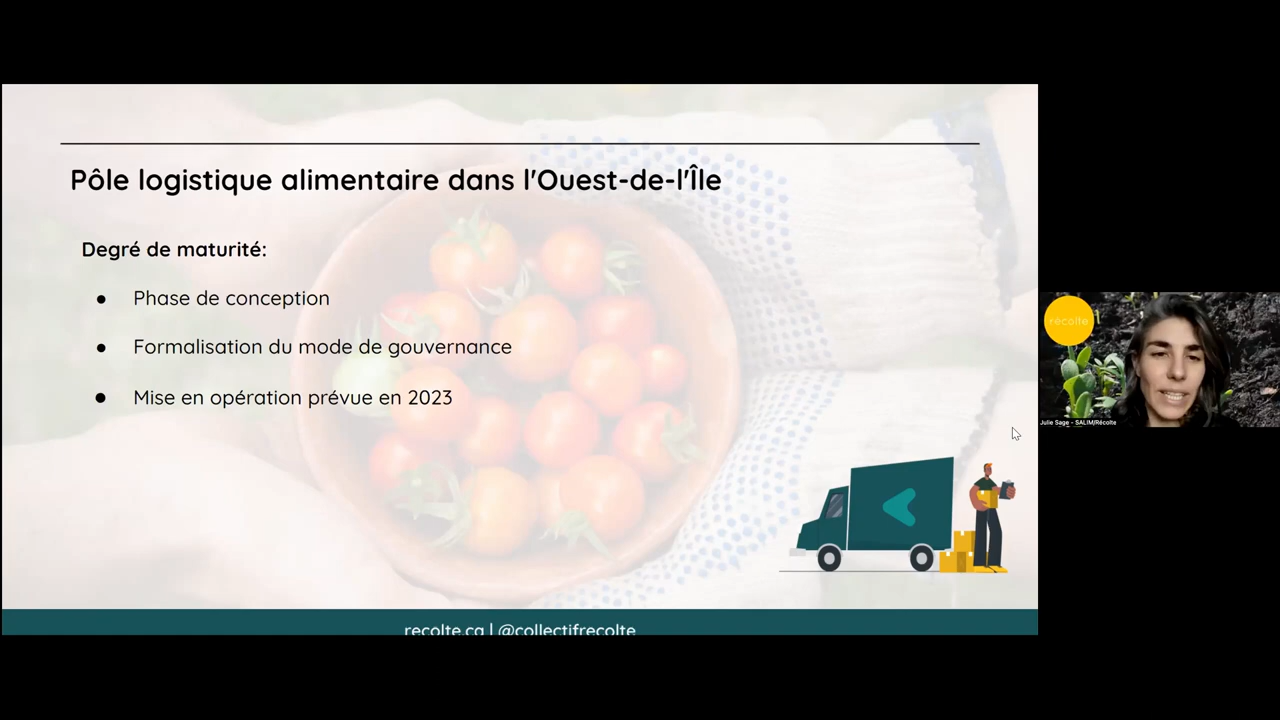 Pôle logistique alimentaire dans l'Ouest-de-l'Île
Degré de maturité:
● Phase de conception
● Formalisation du mode de gouvernance
● Mise en opération prévue en 2023
recolte.ca | @collectifrecolte
récolte
Julie Sage - SALIM/Récolte